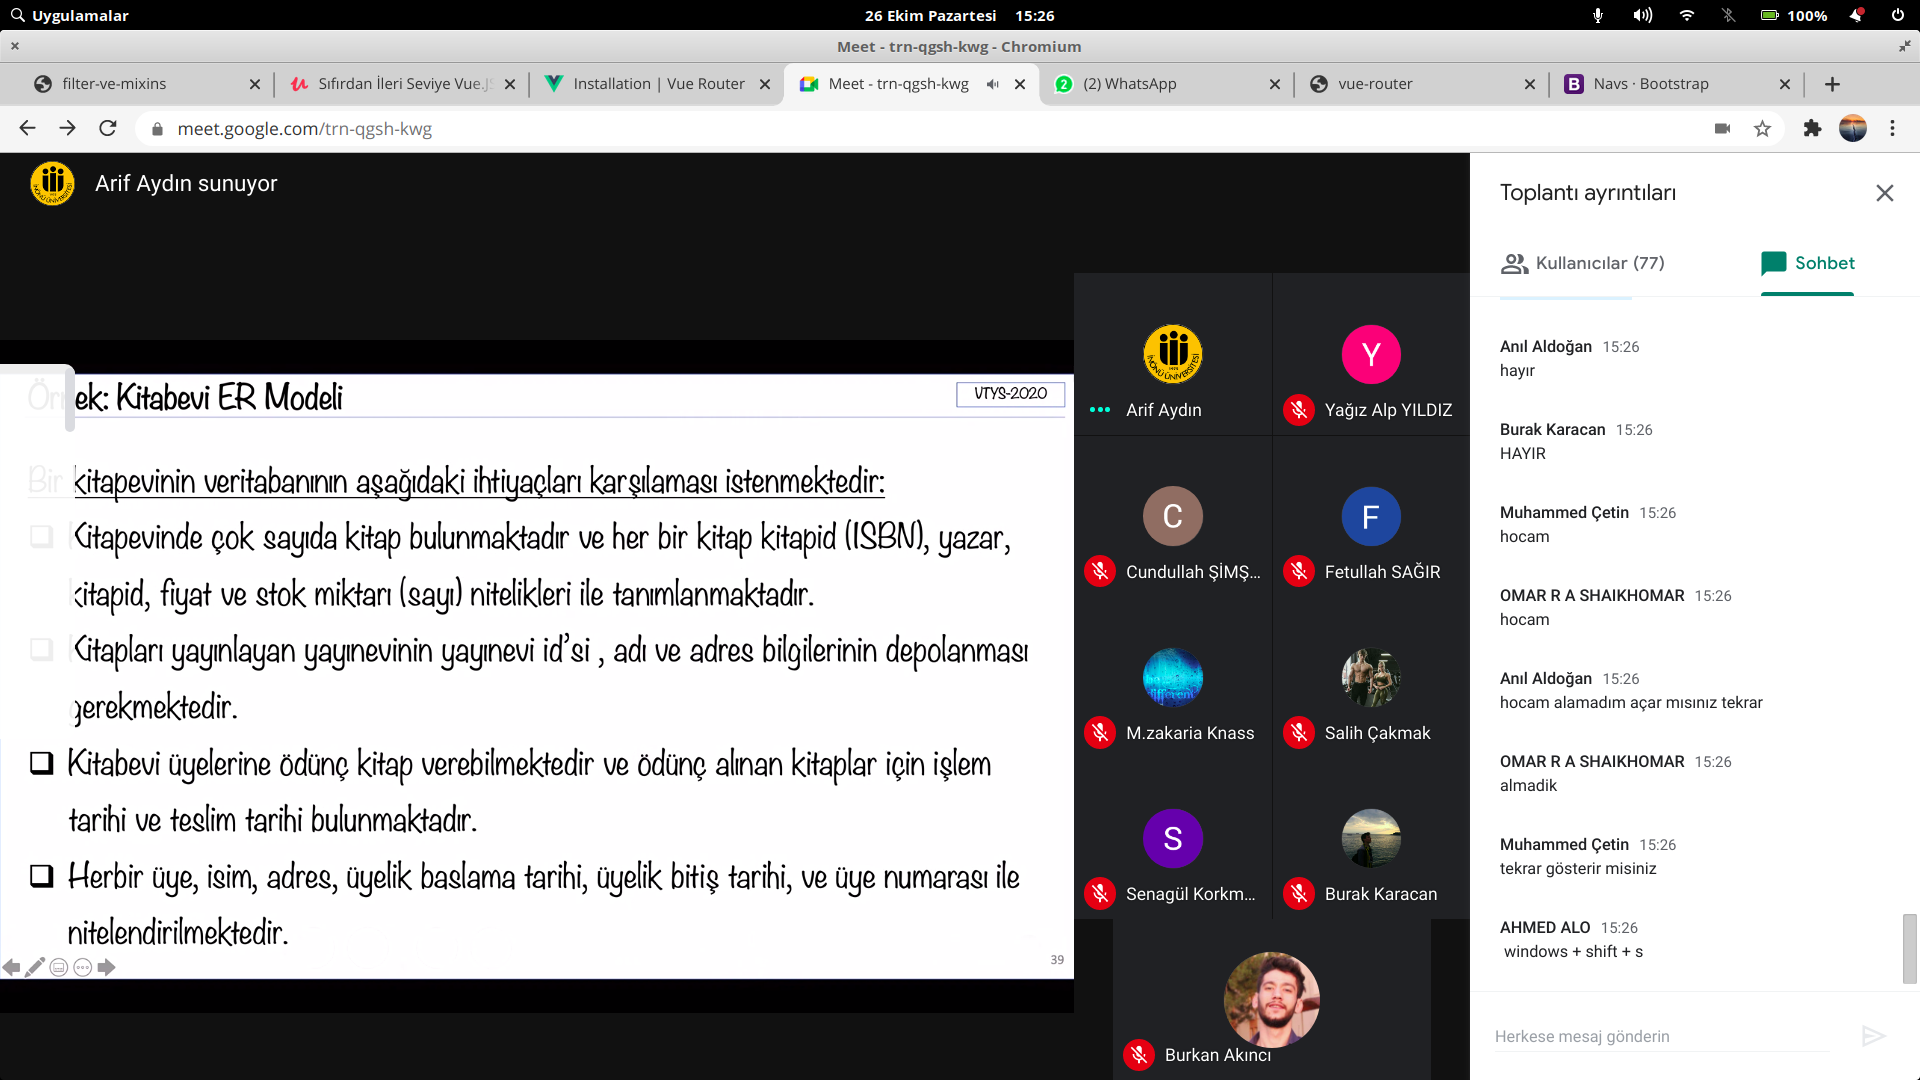 Uygulamalar
26 Ekim Pazartesi 15:26
100%
Meet - trn-qgsh-kwg - Chromium
filter-ve-mixins
Sıfırdan İleri Seviye Vue.JS
Installation | Vue Router
Meet - trn-qgsh-kwg
(2) WhatsApp
vue-router
Navs · Bootstrap
meet.google.com/trn-qgsh-kwg
Arif Aydın sunuyor
Örnek: Kitabevi ER Modeli
VTYS-2020
Bir kitapevinin veritabanının aşağıdaki ihtiyaçları karşılaması istenmektedir:
Kitapevinde çok sayıda kitap bulunmaktadır ve her bir kitap kitapid (ISBN), yazar,
kitapid, fiyat ve stok miktarı (sayı) nitelikleri ile tanımlanmaktadır.
Kitapları yayınlayan yayınevinin yayınevi id’si , adı ve adres bilgilerinin depolanması
gerekmektedir.
Kitabevi üyelerine ödünç kitap verebilmektedir ve ödünç alınan kitaplar için işlem
tarihi ve teslim tarihi bulunmaktadır.
Herbir üye, isim, adres, üyelik baslama tarihi, üyelik bitiş tarihi, ve üye numarası ile
nitelendirilmektedir.
39
İNÖNÜ ÜNİVERSİTESİ
Arif Aydın
Y
Yağız Alp YILDIZ
C
Cundullah ŞİMŞ...
F
Fetullah SAĞIR
M.zakaria Knass
Salih Çakmak
S
Senagül Korkm...
Burak Karacan
Burkan Akıncı
Toplantı ayrıntıları
Kullanıcılar (77)
Sohbet
Anıl Aldoğan 15:26
hayır
Burak Karacan 15:26
HAYIR
Muhammed Çetin 15:26
hocam
OMAR R A SHAIKHOMAR 15:26
hocam
Anıl Aldoğan 15:26
hocam alamadım açar mısınız tekrar
OMAR R A SHAIKHOMAR 15:26
almadik
Muhammed Çetin 15:26
tekrar gösterir misiniz
AHMED ALO 15:26
windows + shift + s
Herkese mesaj gönderin